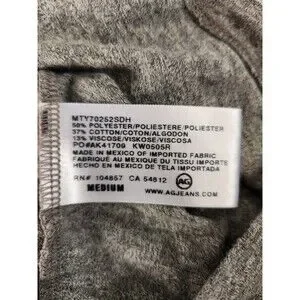 MTY70252SDH
50% POLYESTER/POLIESTERE/POLIESTER
37% COTTON/COTON/ALGODON
13% VISCOSE/VISKOSE/VISCOSA
PO#AK41709 KW0505R
MADE IN MEXICO OF IMPORTED FABRIC
FABRIQUE AU MEXIQUE DU TISSU IMPORTE
HECHO EN MEXICO DE TELA IMPORTADA
RN# 104857 CA 54812 AG
MEDIUM WWW.AGJEANS.COM